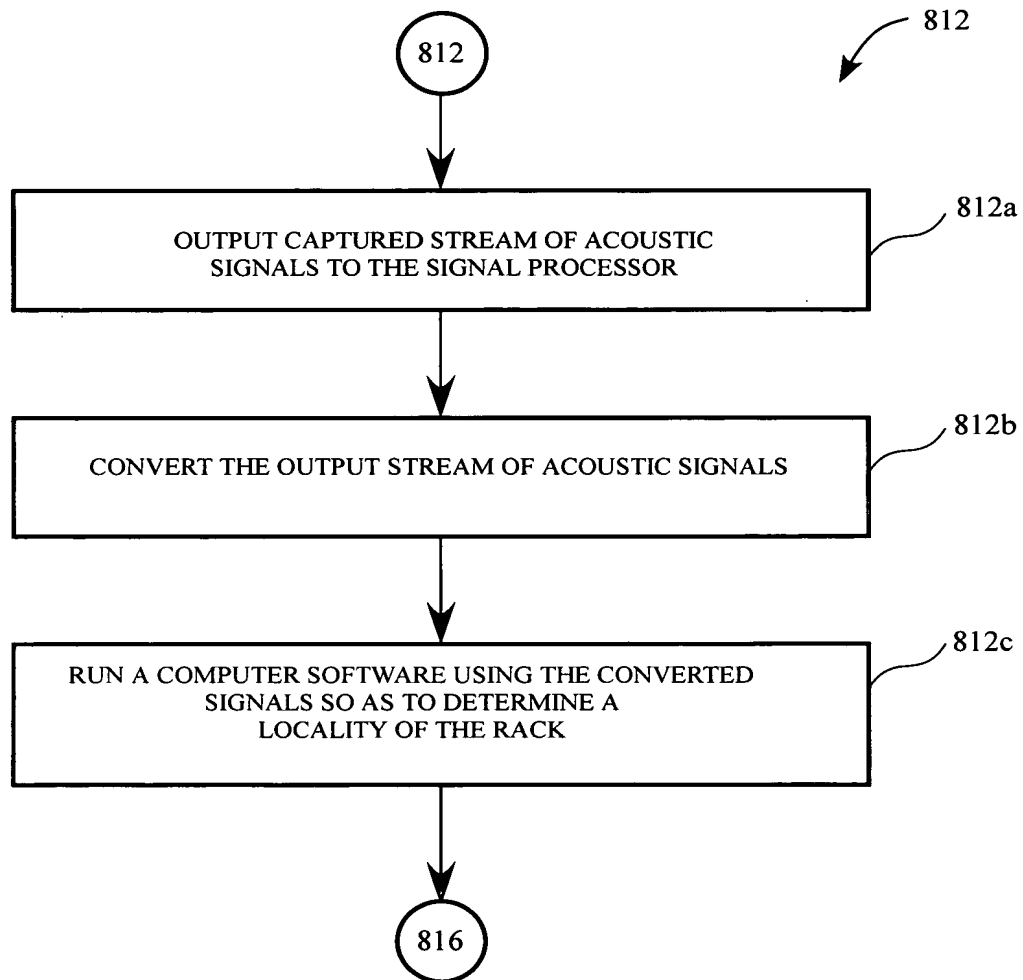 812
812
812a
OUTPUT CAPTURED STREAM OF ACOUSTIC
SIGNALS TO THE SIGNAL PROCESSOR
812b
CONVERT THE OUTPUT STREAM OF ACOUSTIC SIGNALS
812c
RUN A COMPUTER SOFTWARE USING THE CONVERTED
SIGNALS SO AS TO DETERMINE A
LOCALITY OF THE RACK
816